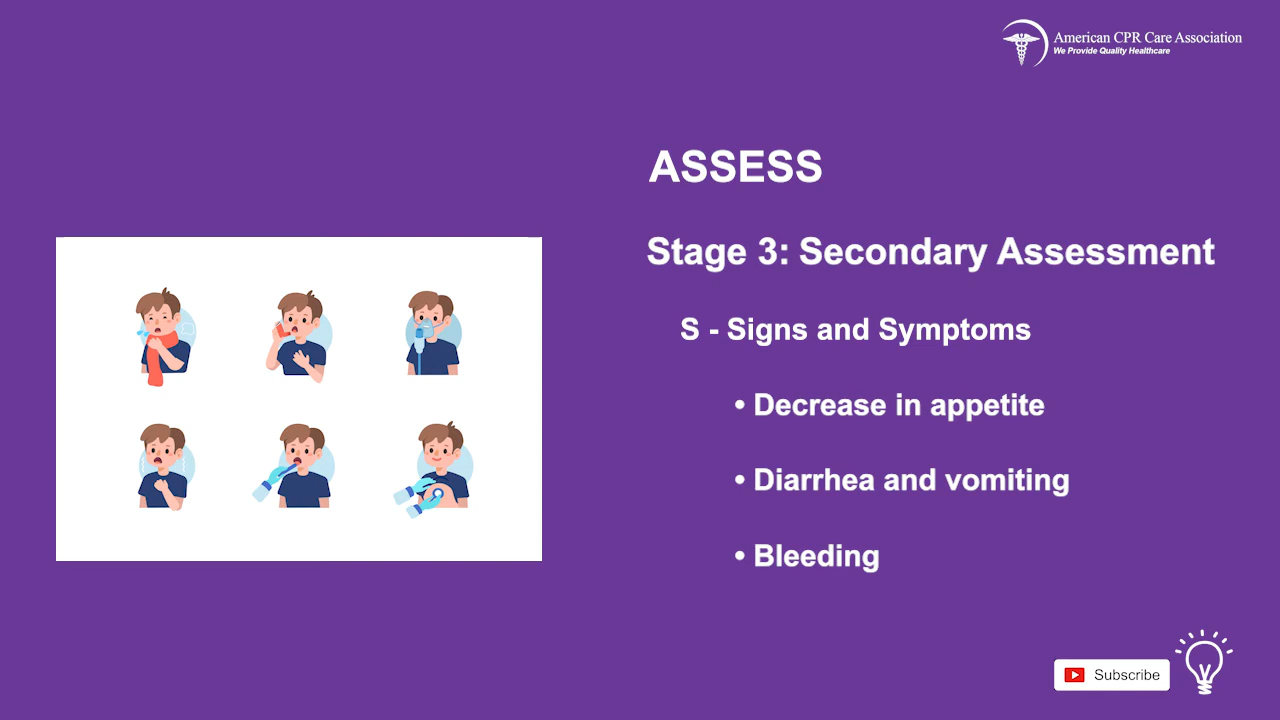 American CPR Care Association
We Provide Quality Healthcare
ASSESS
Stage 3: Secondary Assessment
S - Signs and Symptoms
• Decrease in appetite
• Diarrhea and vomiting
• Bleeding
Subscribe